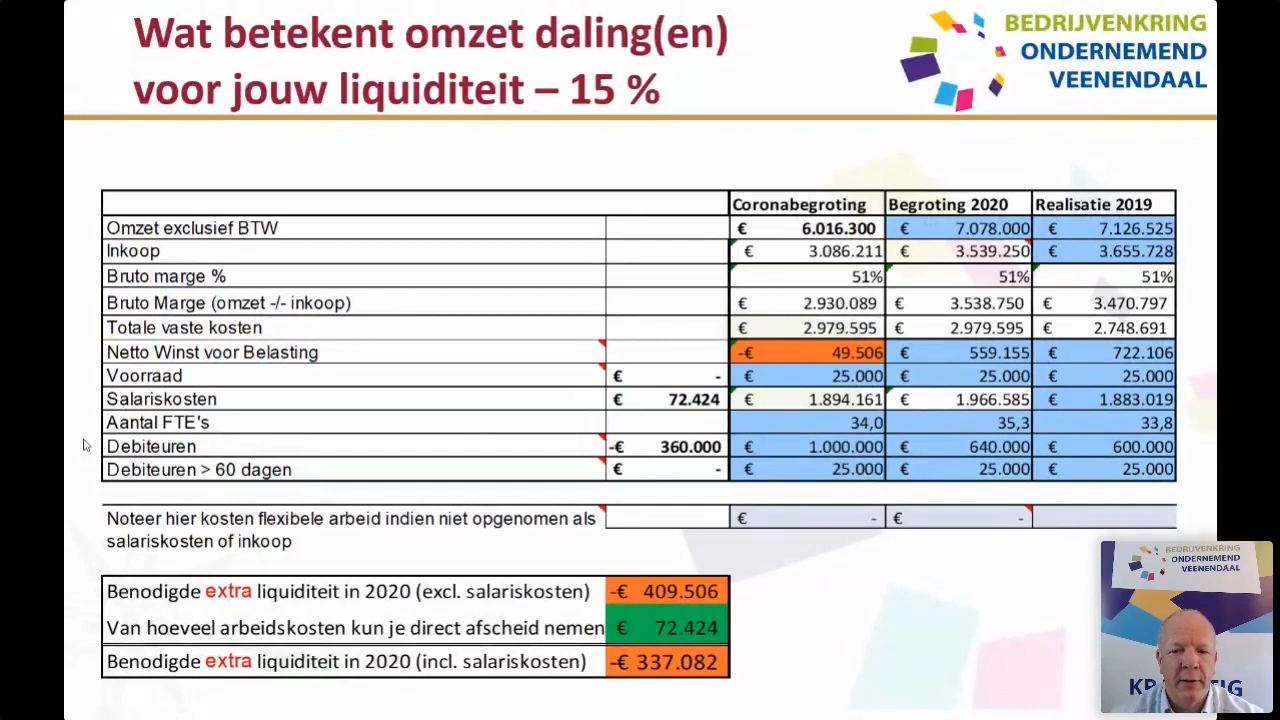 Wat betekent omzet daling(en)
voor jouw liquiditeit – 15 %
BEDRIJVENKRING
ONDERNEMEND
VEENENDAAL
Coronabegroting Begroting 2020 Realisatie 2019
Omzet exclusief BTW € 6.016.300 € 7.078.000 € 7.126.525
Inkoop € 3.086.211 € 3.539.250 € 3.655.728
Bruto marge % 51% 51% 51%
Bruto Marge (omzet -/- inkoop) € 2.930.089 € 3.538.750 € 3.470.797
Totale vaste kosten € 2.979.595 € 2.979.595 € 2.748.691
Netto Winst voor Belasting -€ 49.506 € 559.155 € 722.106
Voorraad € - € 25.000 € 25.000 € 25.000
Salariskosten € 72.424 € 1.894.161 € 1.966.585 € 1.883.019
Aantal FTE's 34,0 35,3 33,8
Debiteuren -€ 360.000 € 1.000.000 € 640.000 € 600.000
Debiteuren > 60 dagen € - € 25.000 € 25.000 € 25.000
Noteer hier kosten flexibele arbeid indien niet opgenomen als € - € -
salariskosten of inkoop
Benodigde extra liquiditeit in 2020 (excl. salariskosten) -€ 409.506
Van hoeveel arbeidskosten kun je direct afscheid nemen € 72.424
Benodigde extra liquiditeit in 2020 (incl. salariskosten) -€ 337.082
BEDRIJVENKRING
ONDERNEMEND
VEENENDAAL